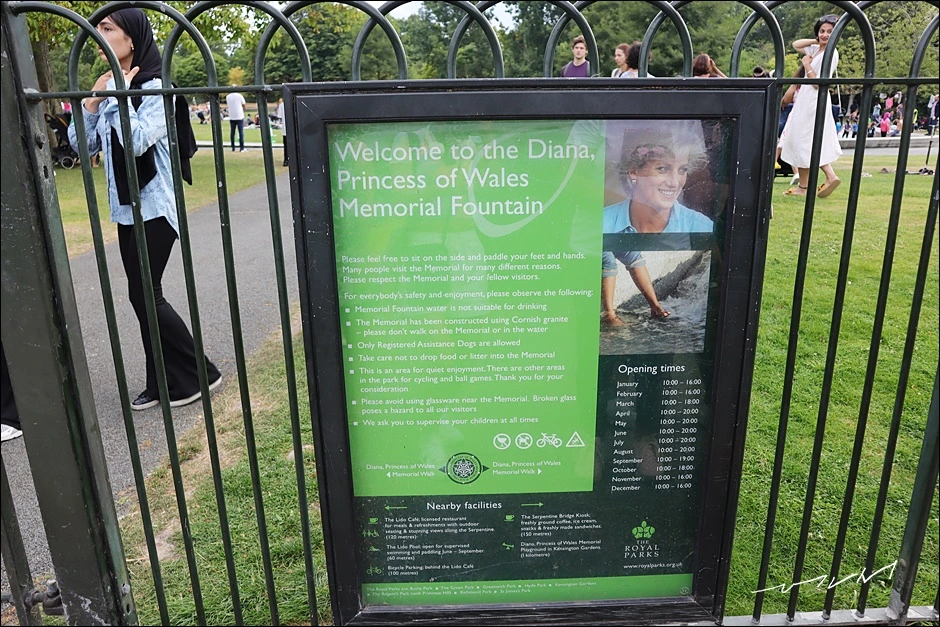 Welcome to the Diana,
Princess of Wales
Memorial Fountain
Please feel free to sit on the side and paddle your feet and hands.
Many people visit the Memorial for many different reasons.
Please respect the Memorial and your fellow visitors.
For everybody's safety and enjoyment, please observe the following:
Memorial Fountain water is not suitable for drinking
The Memorial has been constructed using Cornish granite
– please don't walk on the Memorial or in the water
Only Registered Assistance Dogs are allowed
Take care not to drop food or litter into the Memorial
This is an area for quiet enjoyment. There are other areas
in the park for cycling and ball games. Thank you for your
consideration
Please avoid using glassware near the Memorial. Broken glass
poses a hazard to all our visitors
We ask you to supervise your children at all times
Diana, Princess of Wales
Memorial Walk
Diana, Princess of Wales
Memorial Walk
Opening times
January 10:00 – 16:00
February 10:00 – 16:00
March 10:00 – 18:00
April 10:00 – 20:00
May 10:00 – 20:00
June 10:00 – 20:00
July 10:00 – 20:00
August 10:00 – 20:00
September 10:00 – 19:00
October 10:00 – 18:00
November 10:00 – 16:00
December 10:00 – 16:00
Nearby facilities
The Lido Café; licensed restaurant
for meals & refreshments with outdoor
seating & stunning views along the Serpentine.
(120 metres)
The Lido Pool; open for supervised
swimming and paddling June – September.
(60 metres)
Bicycle Parking; behind the Lido Café
(100 metres)
The Serpentine Bridge Kiosk;
freshly ground coffee, ice cream,
snacks & freshly made sandwiches
(150 metres)
Diana, Princess of Wales Memorial
Playground in Kensington Gardens.
(1 kilometre)
THE
ROYAL
PARKS
www.royalparks.org.uk